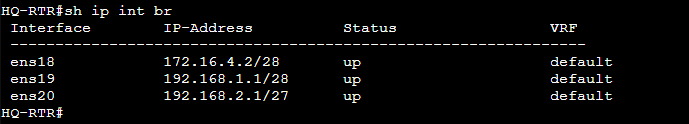 HQ-RTR#sh ip int br
Interface IP-Address Status VRF
---------------------------------------------------------------
ens18 172.16.4.2/28 up default
ens19 192.168.1.1/28 up default
ens20 192.168.2.1/27 up default
HQ-RTR#